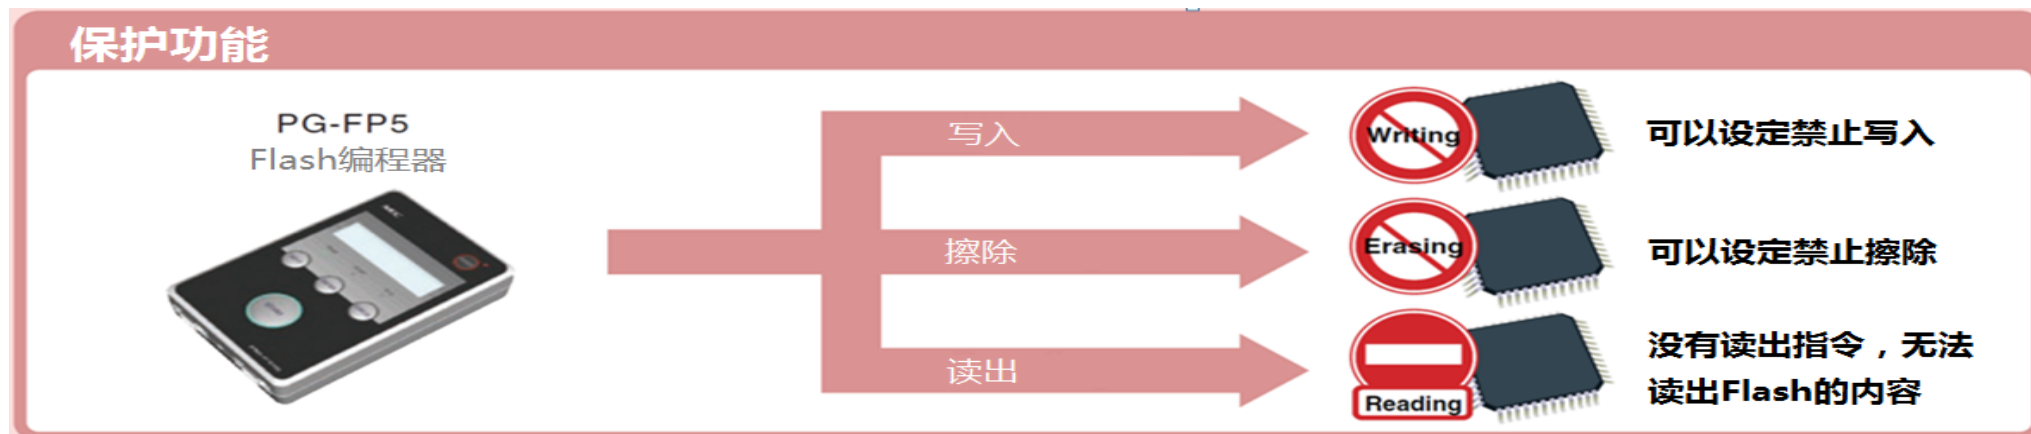 保护功能
PG-FP5
Flash编程器
NEC
写入
Writing
可以设定禁止写入
擦除
Erasing
可以设定禁止擦除
读出
Reading
没有读出指令，无法
读出Flash的内容